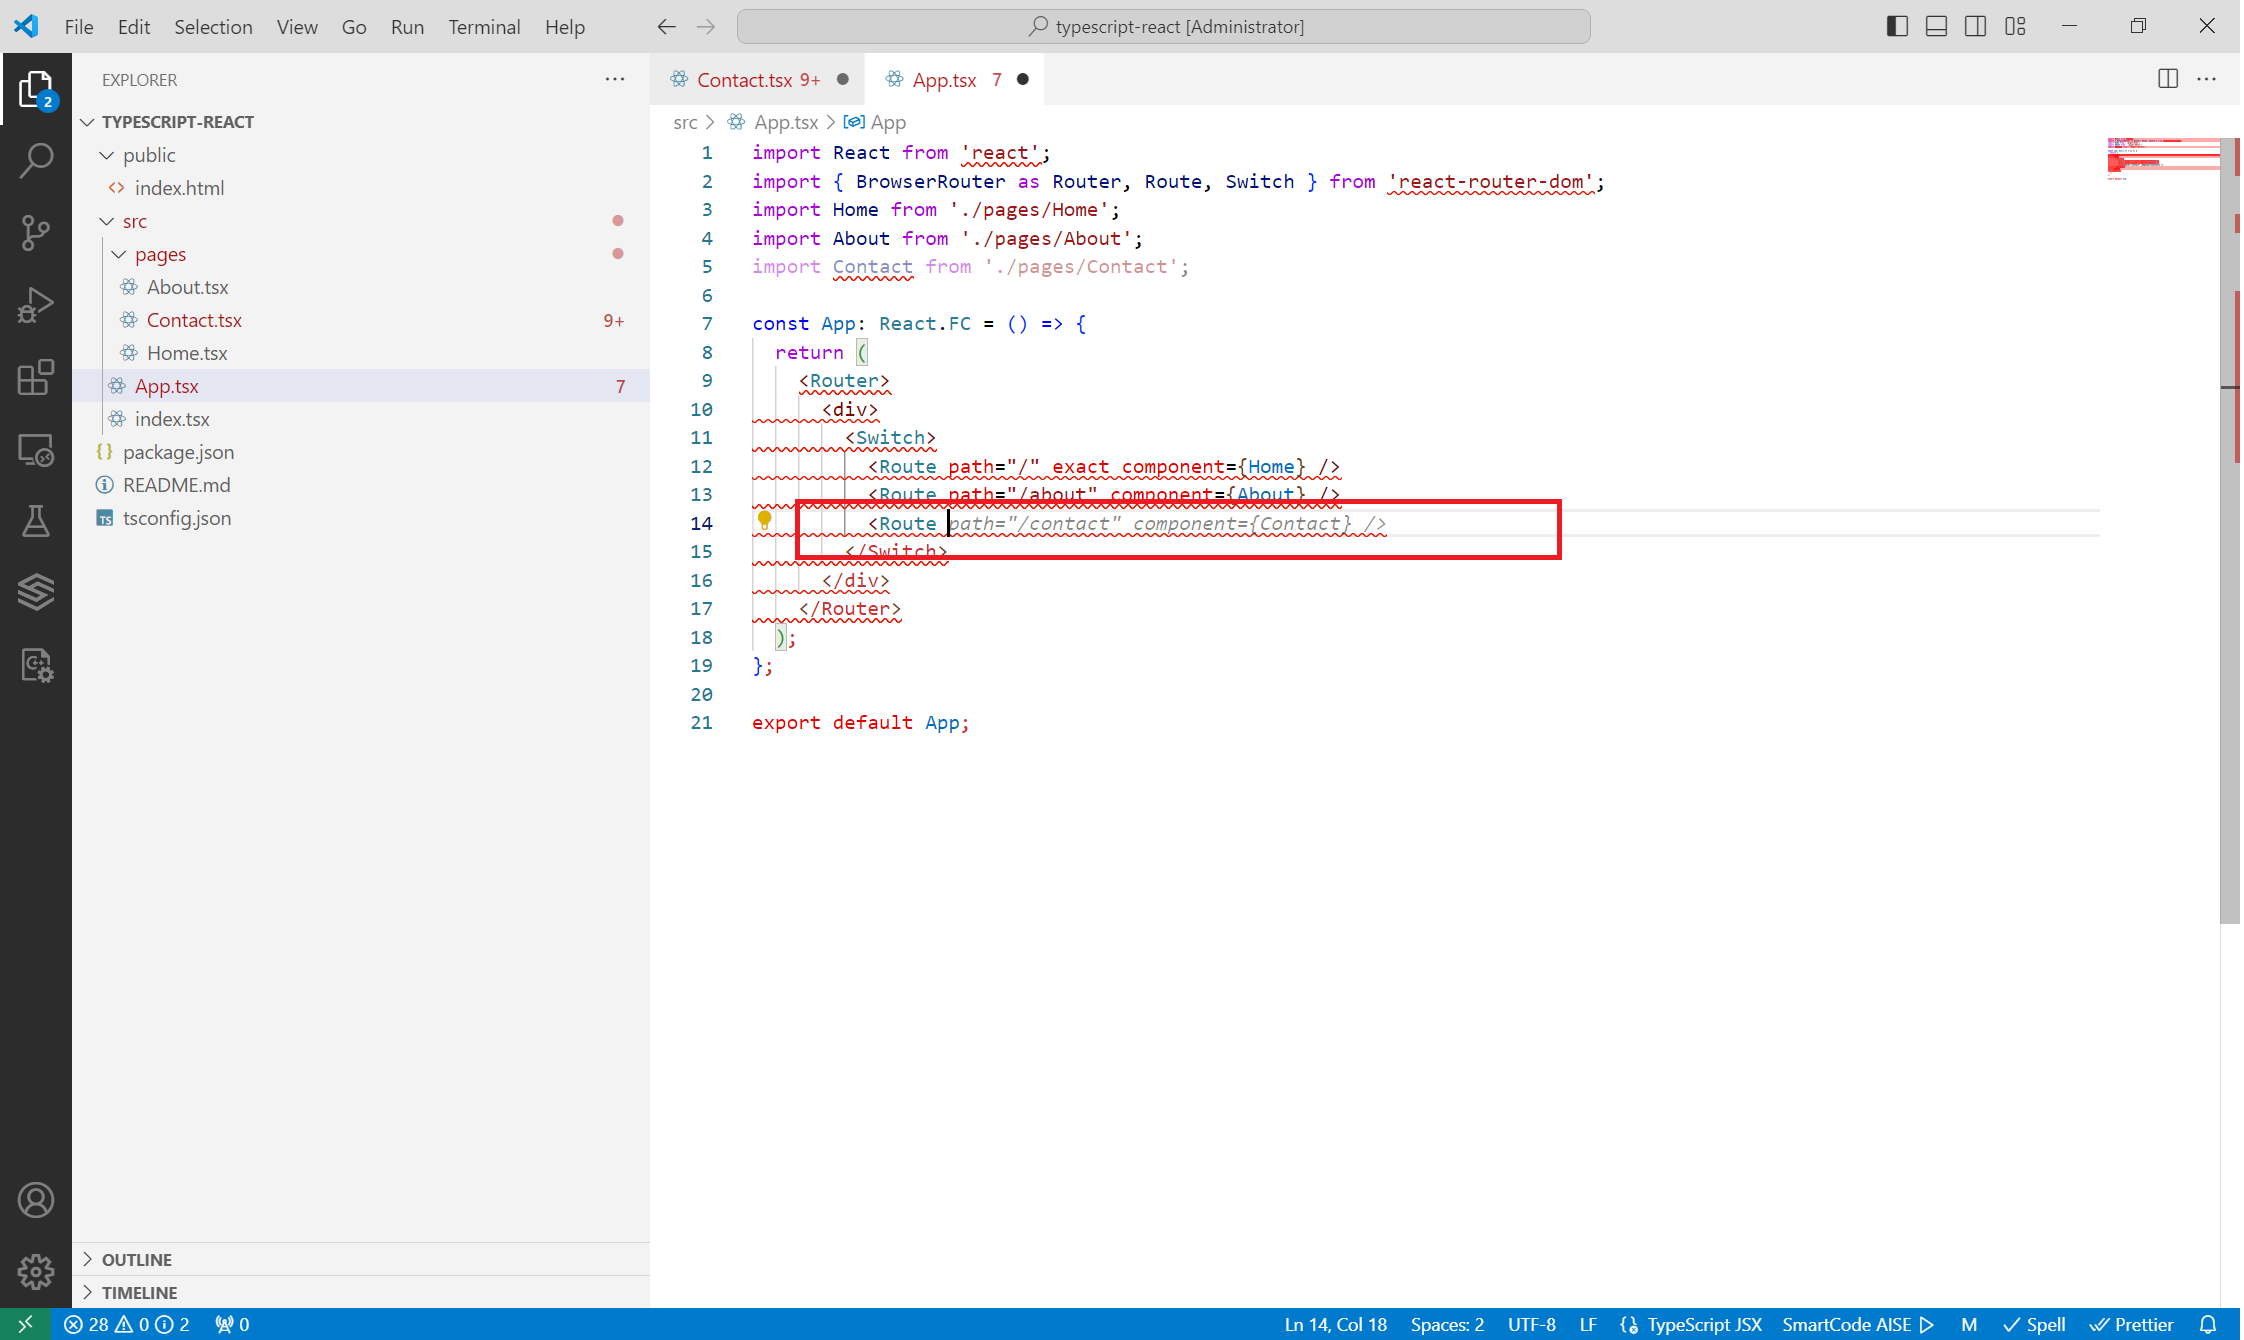 File Edit Selection View Go Run Terminal Help typescript-react [Administrator]
2
EXPLORER
TYPESCRIPT-REACT
public
index.html
src
pages
About.tsx
Contact.tsx 9+
Home.tsx
App.tsx 7
index.tsx
{} package.json
README.md
TS tsconfig.json
OUTLINE
TIMELINE
Contact.tsx 9+ App.tsx 7
src > App.tsx > App
1 import React from 'react';
2 import { BrowserRouter as Router, Route, Switch } from 'react-router-dom';
3 import Home from './pages/Home';
4 import About from './pages/About';
5 import Contact from './pages/Contact';
6
7 const App: React.FC = () => {
8 return (
9 <Router>
10 <div>
11 <Switch>
12 <Route path="/" exact component={Home} />
13 <Route path="/about" component={About} />
14 <Route path="/contact" component={Contact} />
15 </Switch>
16 </div>
17 </Router>
18 );
19 };
20
21 export default App;
28 0 2 0 Ln 14, Col 18 Spaces: 2 UTF-8 LF TypeScript JSX SmartCode AISE M Spell Prettier